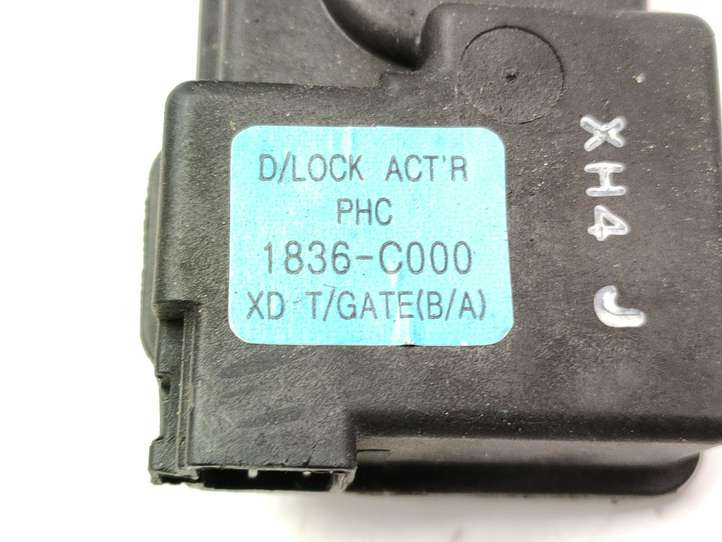 D/LOCK ACT'R
PHC
1836-C000
XD T/GATE(B/A)
XH4 J